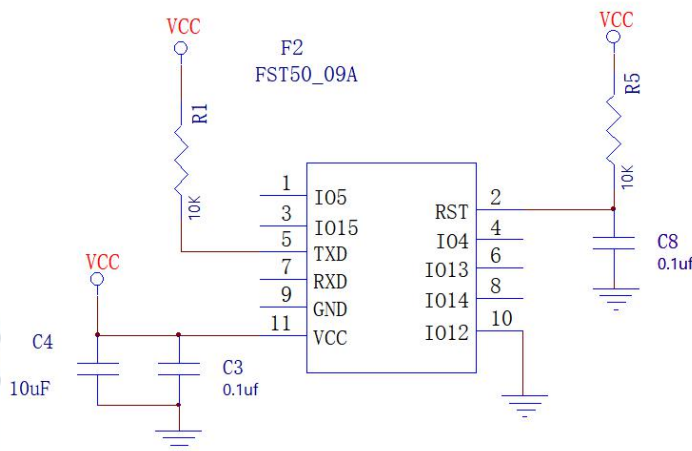 VCC
F2
FST50_09A
VCC
R1
10K
R5
10K
1
IO5
3
IO15
5
TXD
7
RXD
9
GND
11
VCC
2
RST
4
IO4
6
IO13
8
IO14
10
IO12
C8
0.1uf
VCC
C4
10uF
C3
0.1uf